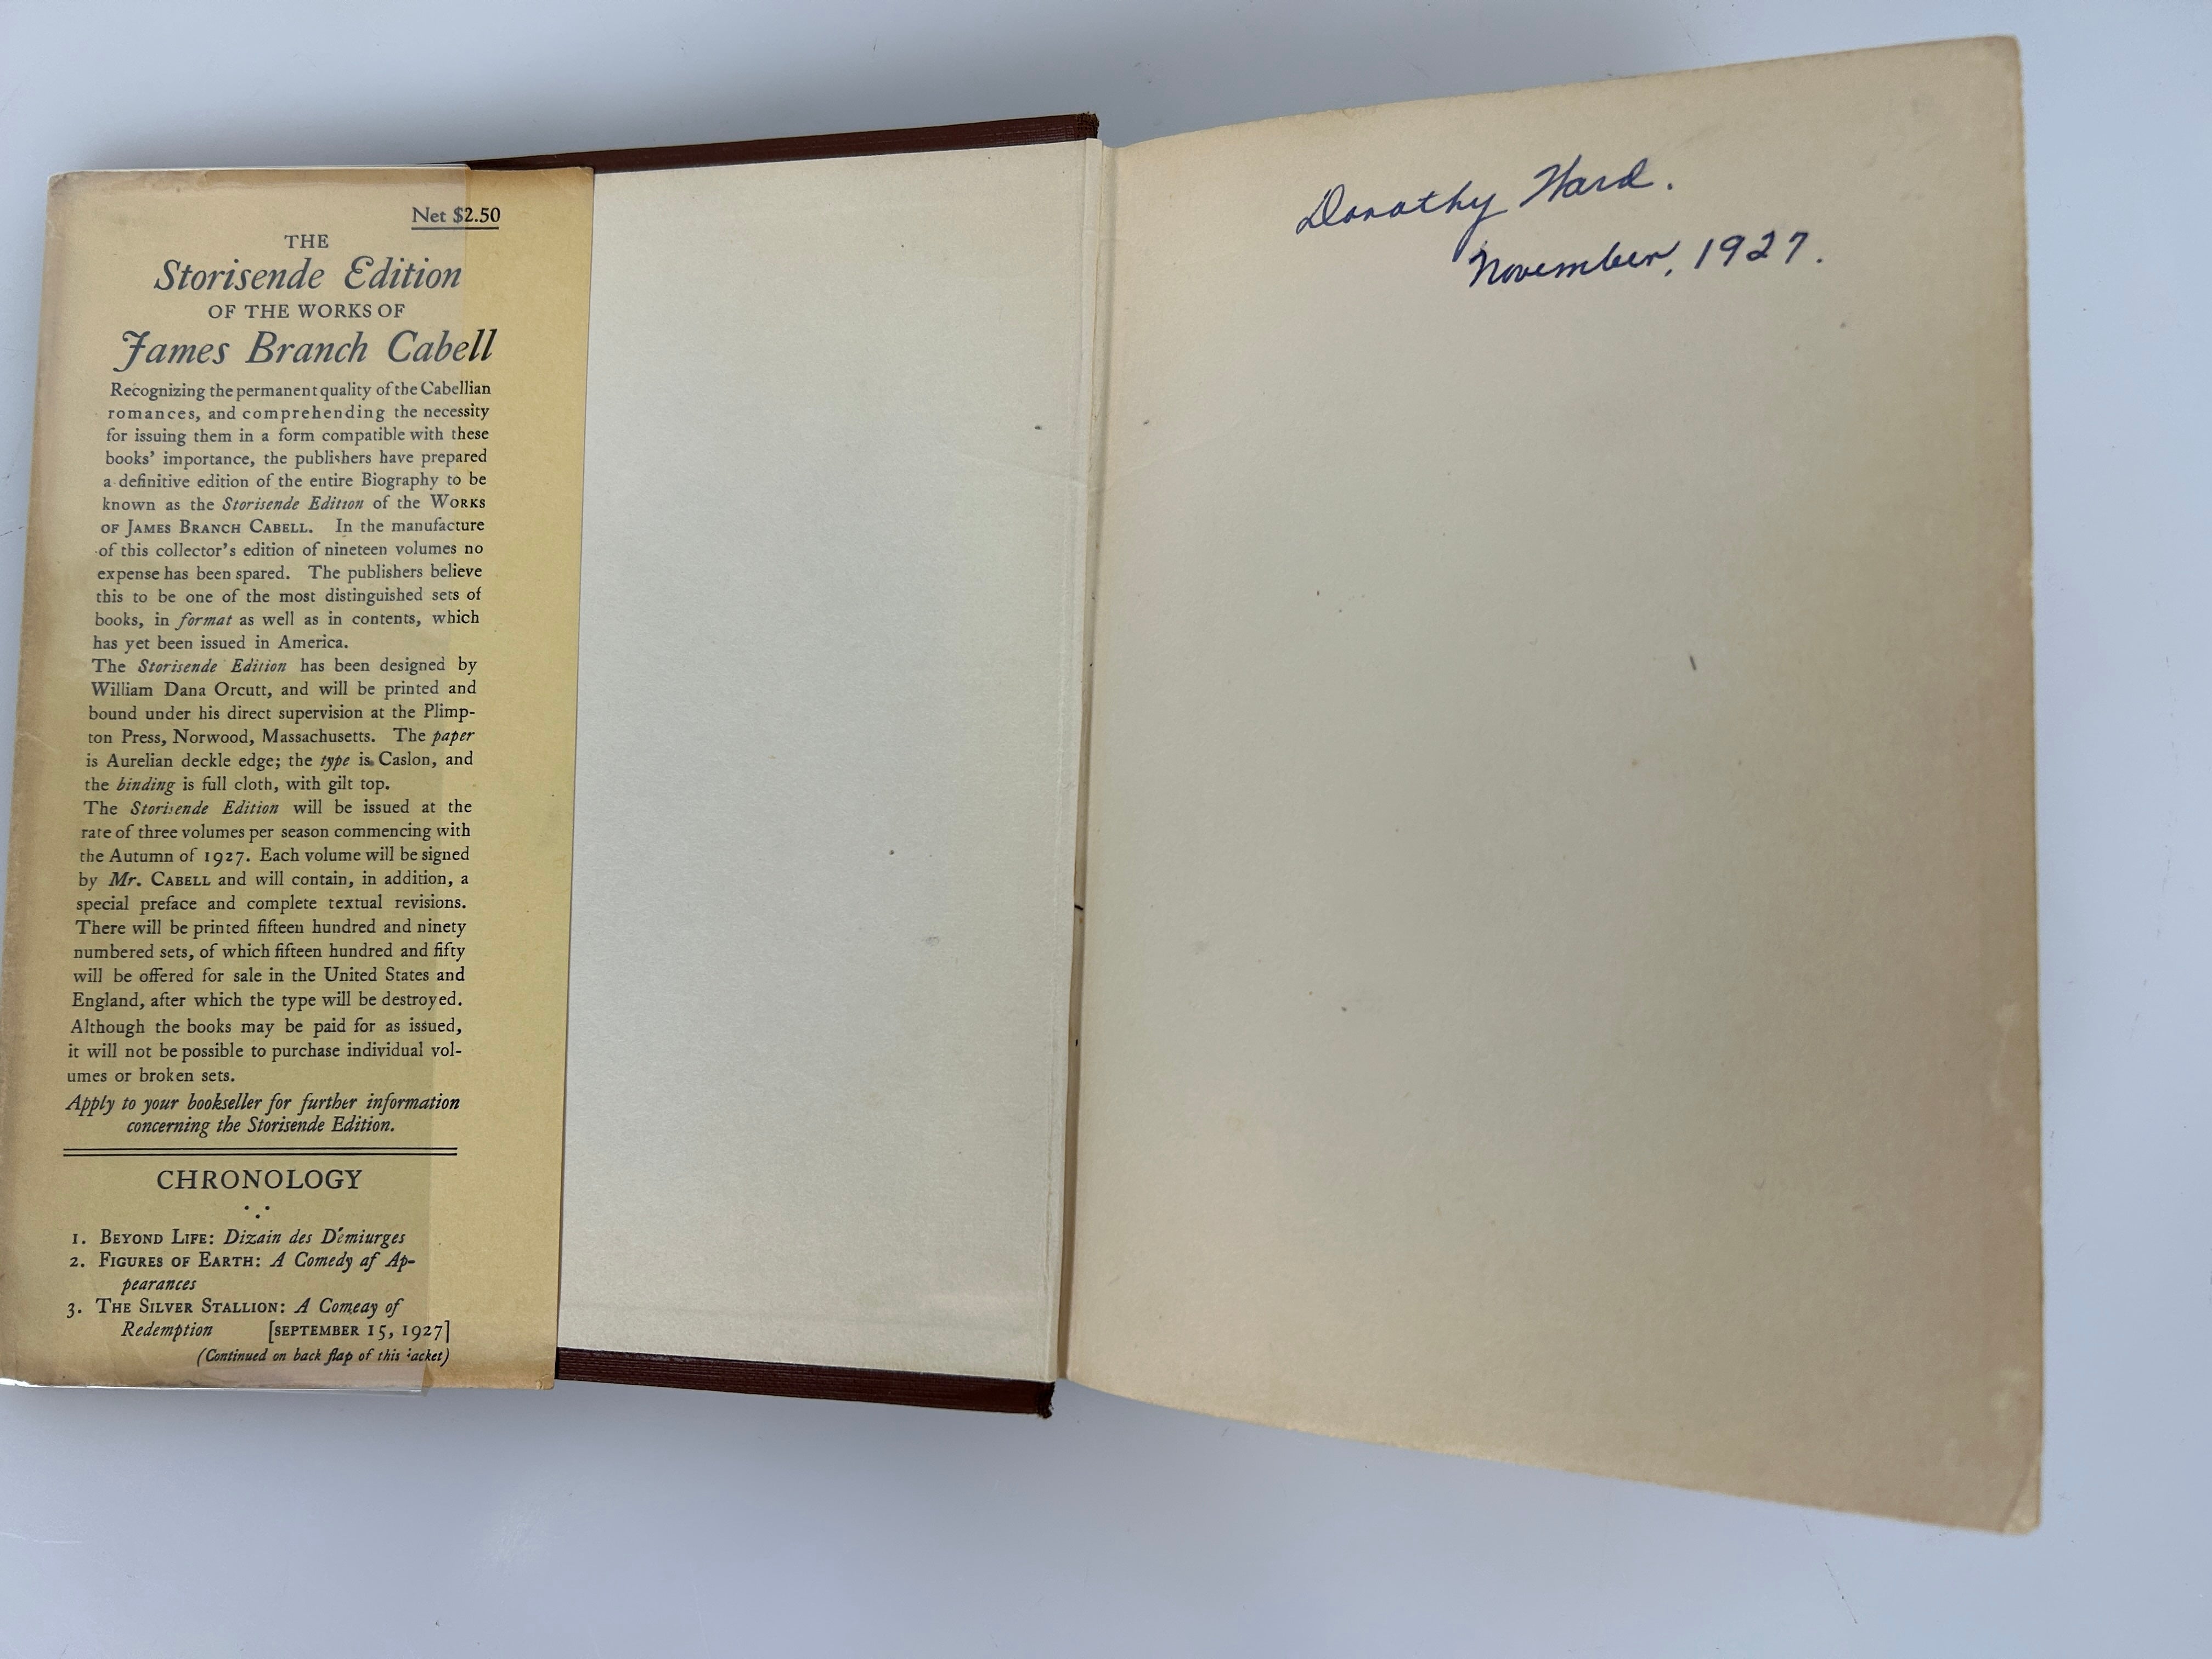 Net $2.50
THE
Storisende Edition
OF THE WORKS OF
James Branch Cabell
Recognizing the permanent quality of the Cabellian
romances, and comprehending the necessity
for issuing them in a form compatible with these
books' importance, the publishers have prepared
a definitive edition of the entire Biography to be
known as the Storisende Edition of the WORKS
OF JAMES BRANCH CABELL. In the manufacture
of this collector's edition of nineteen volumes no
expense has been spared. The publishers believe
this to be one of the most distinguished sets of
books, in format as well as in contents, which
has yet been issued in America.
The Storisende Edition has been designed by
William Dana Orcutt, and will be printed and
bound under his direct supervision at the Plimp-
ton Press, Norwood, Massachusetts. The paper
is Aurelian deckle edge; the type is Caslon, and
the binding is full cloth, with gilt top.
The Storisende Edition will be issued at the
rate of three volumes per season commencing with
the Autumn of 1927. Each volume will be signed
by Mr. CABELL and will contain, in addition, a
special preface and complete textual revisions.
There will be printed fifteen hundred and ninety
numbered sets, of which fifteen hundred and fifty
will be offered for sale in the United States and
England, after which the type will be destroyed.
Although the books may be paid for as issued,
it will not be possible to purchase individual vol-
umes or broken sets.
Apply to your bookseller for further information
concerning the Storisende Edition.
CHRONOLOGY
1. BEYOND LIFE: Dizain des Démiurges
2. FIGURES OF EARTH: A Comedy af Ap-
pearances
3. THE SILVER STALLION: A Comeay of
Redemption [SEPTEMBER 15, 1927]
(Continued on back flap of this jacket)
Dorothy Ward.
November, 1927.